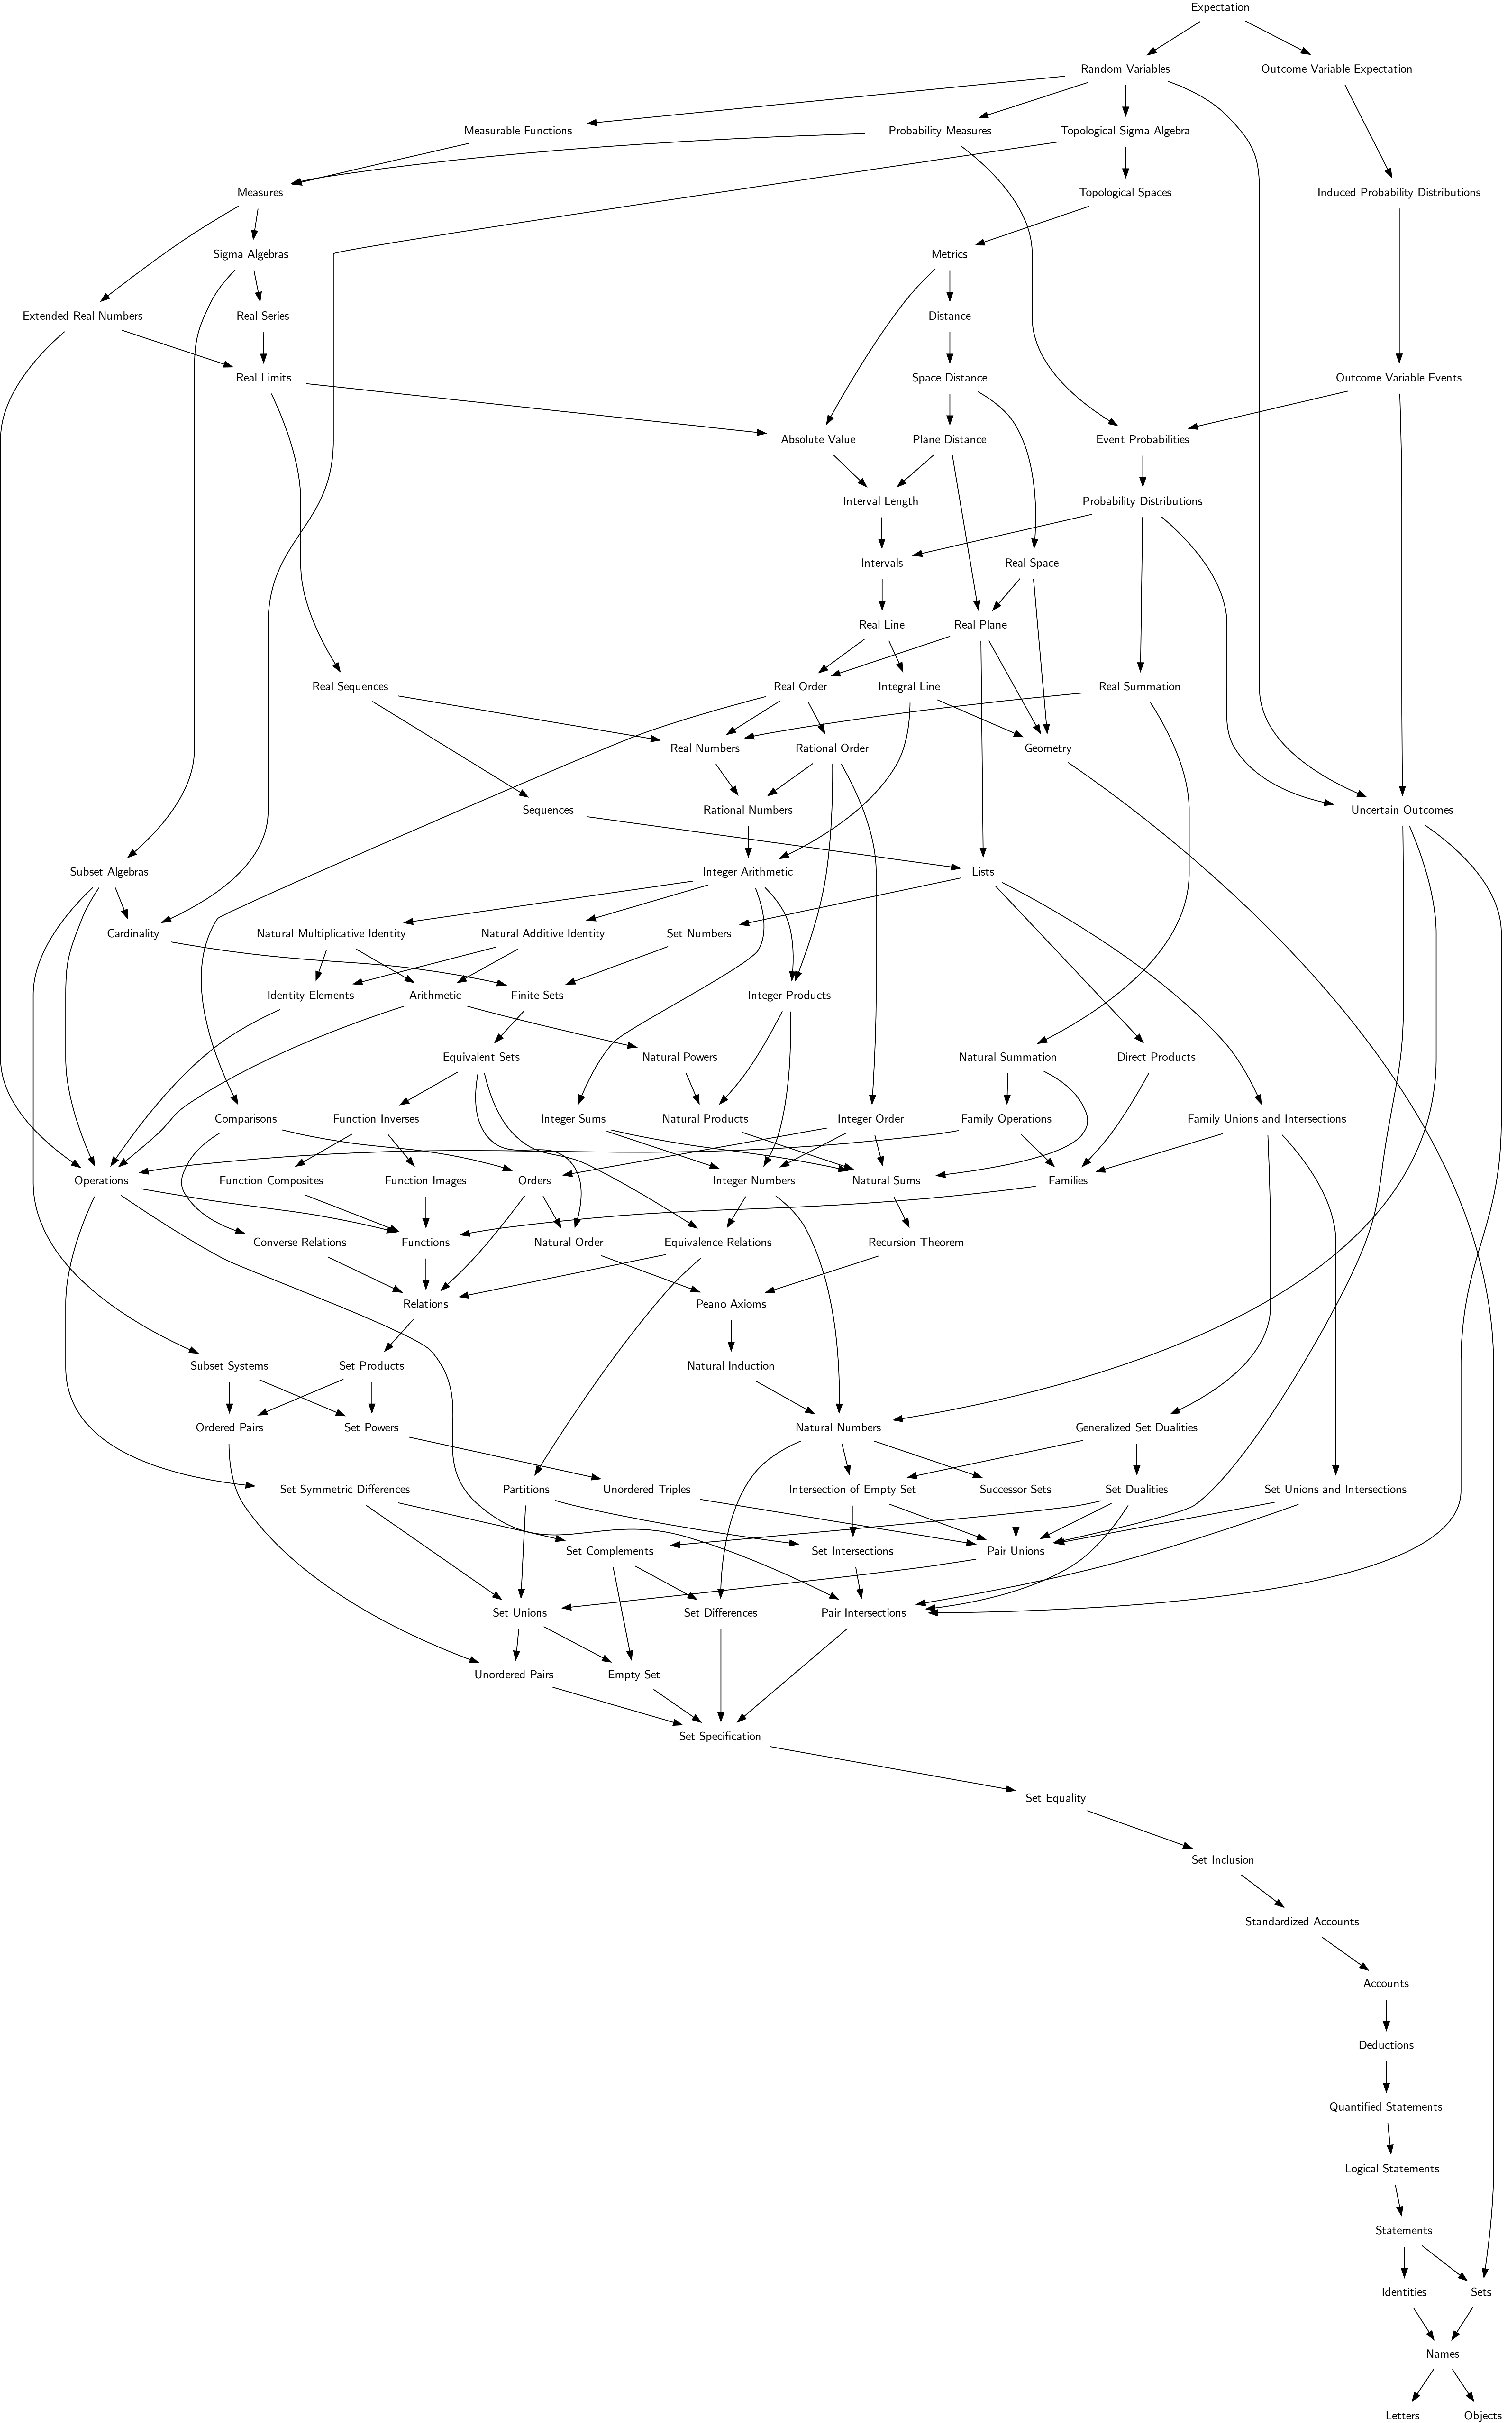 Expectation
Random Variables
Outcome Variable Expectation
Measurable Functions
Probability Measures
Topological Sigma Algebra
Measures
Topological Spaces
Induced Probability Distributions
Sigma Algebras
Metrics
Extended Real Numbers
Real Series
Distance
Real Limits
Space Distance
Outcome Variable Events
Absolute Value
Plane Distance
Event Probabilities
Interval Length
Probability Distributions
Intervals
Real Space
Real Line
Real Plane
Real Sequences
Real Order
Integral Line
Real Summation
Real Numbers
Rational Order
Geometry
Sequences
Rational Numbers
Uncertain Outcomes
Subset Algebras
Integer Arithmetic
Lists
Cardinality
Natural Multiplicative Identity
Natural Additive Identity
Set Numbers
Identity Elements
Arithmetic
Finite Sets
Integer Products
Equivalent Sets
Natural Powers
Natural Summation
Direct Products
Comparisons
Function Inverses
Integer Sums
Natural Products
Integer Order
Family Operations
Family Unions and Intersections
Operations
Function Composites
Function Images
Orders
Integer Numbers
Natural Sums
Families
Converse Relations
Functions
Natural Order
Equivalence Relations
Recursion Theorem
Relations
Peano Axioms
Subset Systems
Set Products
Natural Induction
Ordered Pairs
Set Powers
Natural Numbers
Generalized Set Dualities
Set Symmetric Differences
Partitions
Unordered Triples
Intersection of Empty Set
Successor Sets
Set Dualities
Set Unions and Intersections
Set Complements
Set Intersections
Pair Unions
Set Unions
Set Differences
Pair Intersections
Unordered Pairs
Empty Set
Set Specification
Set Equality
Set Inclusion
Standardized Accounts
Accounts
Deductions
Quantified Statements
Logical Statements
Statements
Identities
Sets
Names
Letters
Objects